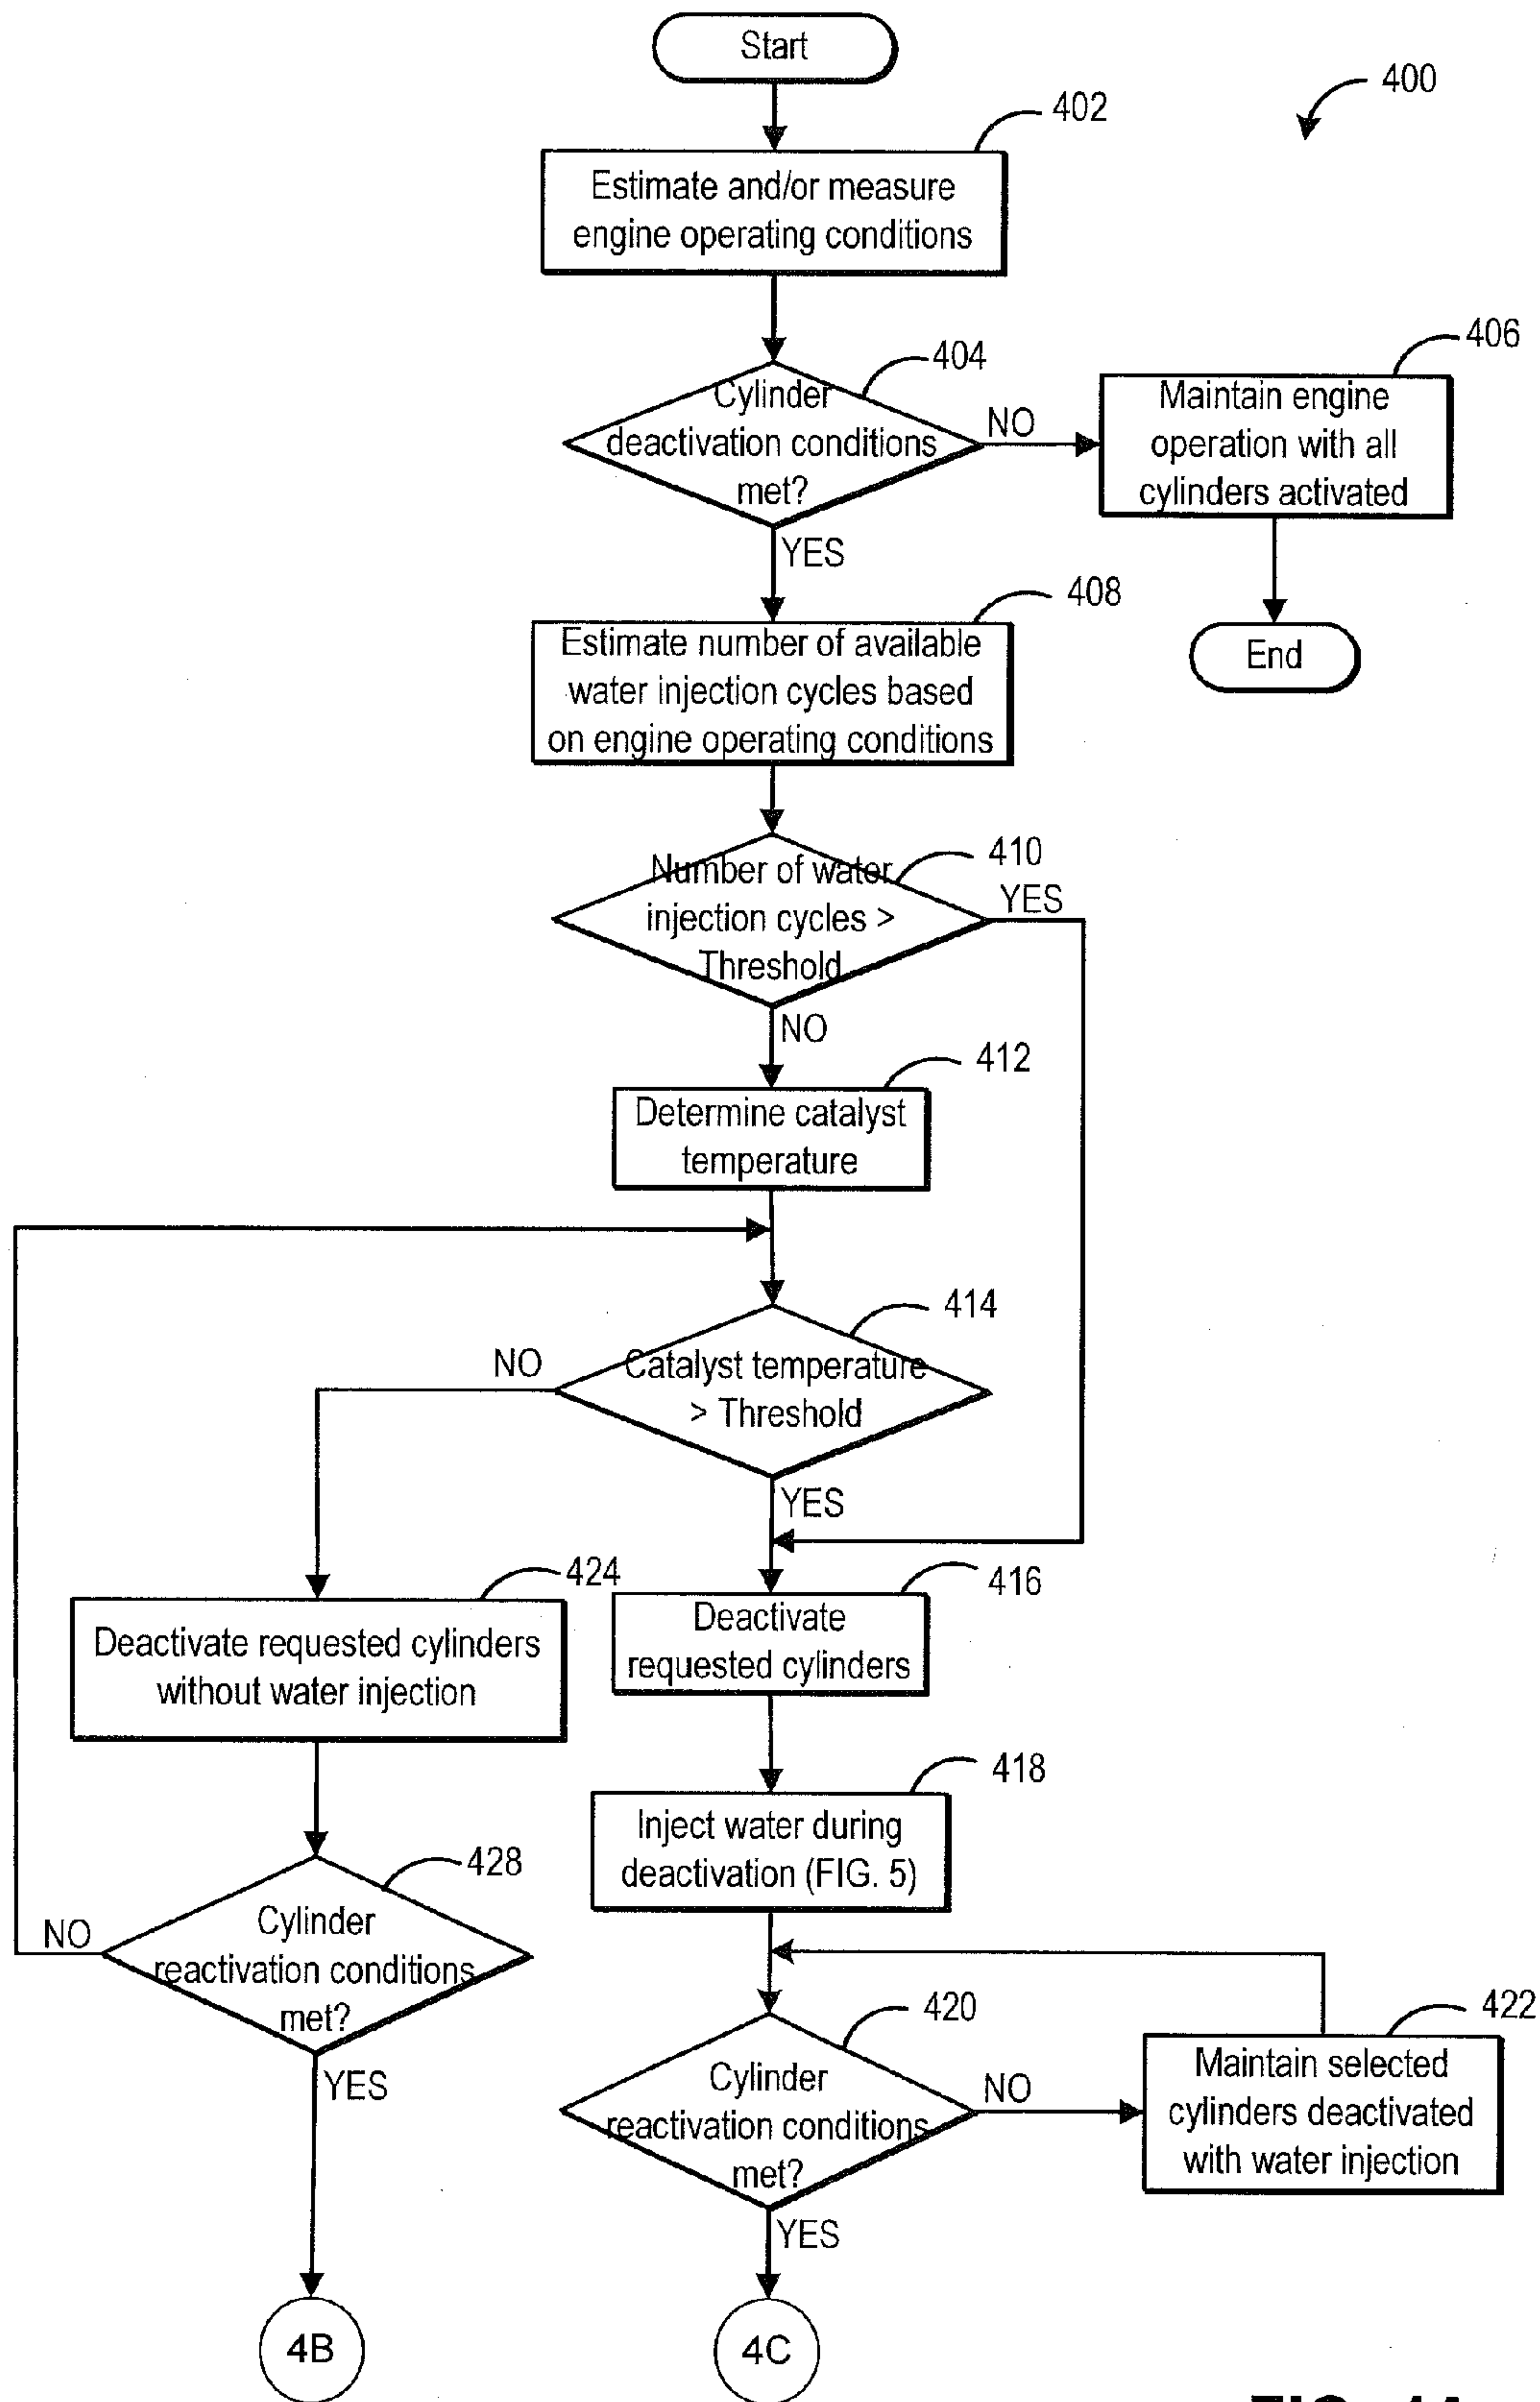 Start
400
402
Estimate and/or measure
engine operating conditions
404
Cylinder
deactivation conditions
met?
NO
406
Maintain engine
operation with all
cylinders activated
YES
End
408
Estimate number of available
water injection cycles based
on engine operating conditions
410
Number of water
injection cycles >
Threshold
YES
NO
412
Determine catalyst
temperature
414
Catalyst temperature
> Threshold
NO
YES
424
Deactivate requested cylinders
without water injection
416
Deactivate
requested cylinders
418
Inject water during
deactivation (FIG. 5)
428
Cylinder
reactivation conditions
met?
NO
YES
420
Cylinder
reactivation conditions
met?
NO
422
Maintain selected
cylinders deactivated
with water injection
YES
4B
4C
FIG. 4A